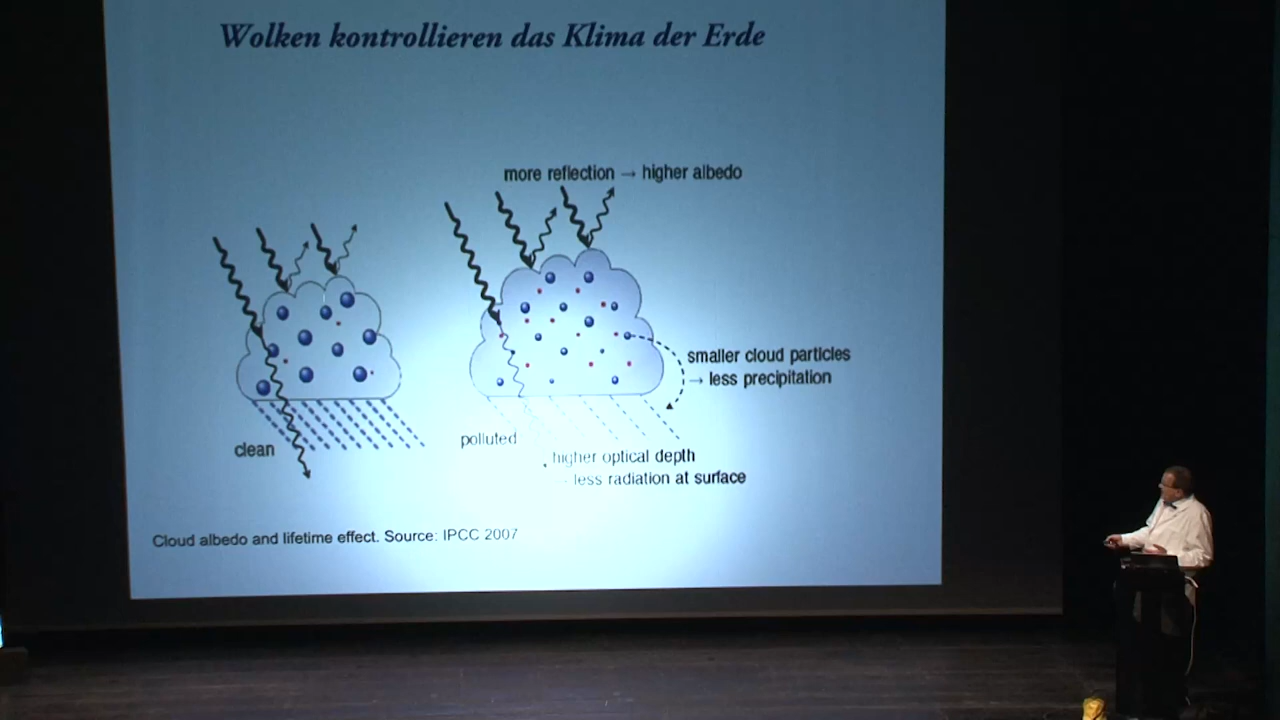 Wolken kontrollieren das Klima der Erde
more reflection → higher albedo
smaller cloud particles
→ less precipitation
clean
polluted
higher optical depth
less radiation at surface
Cloud albedo and lifetime effect. Source: IPCC 2007